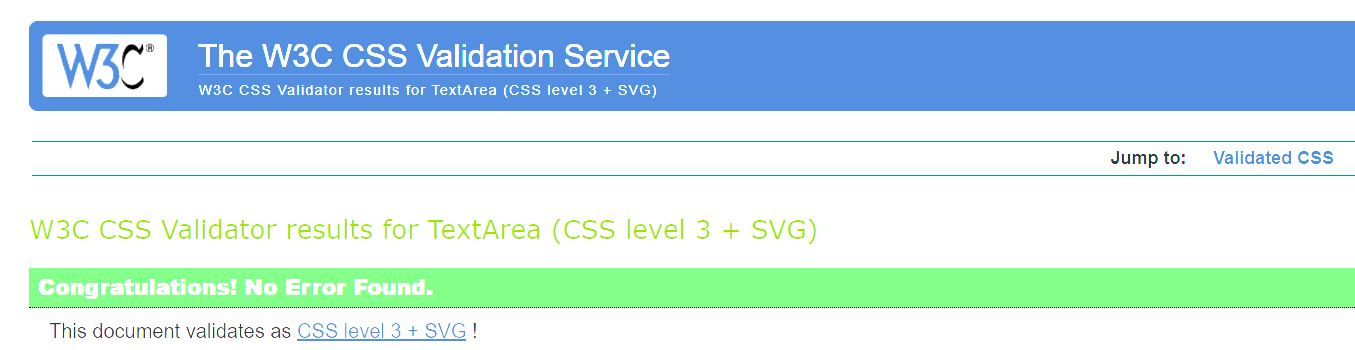 W3C®
The W3C CSS Validation Service
W3C CSS Validator results for TextArea (CSS level 3 + SVG)
Jump to: Validated CSS
W3C CSS Validator results for TextArea (CSS level 3 + SVG)
Congratulations! No Error Found.
This document validates as CSS level 3 + SVG !